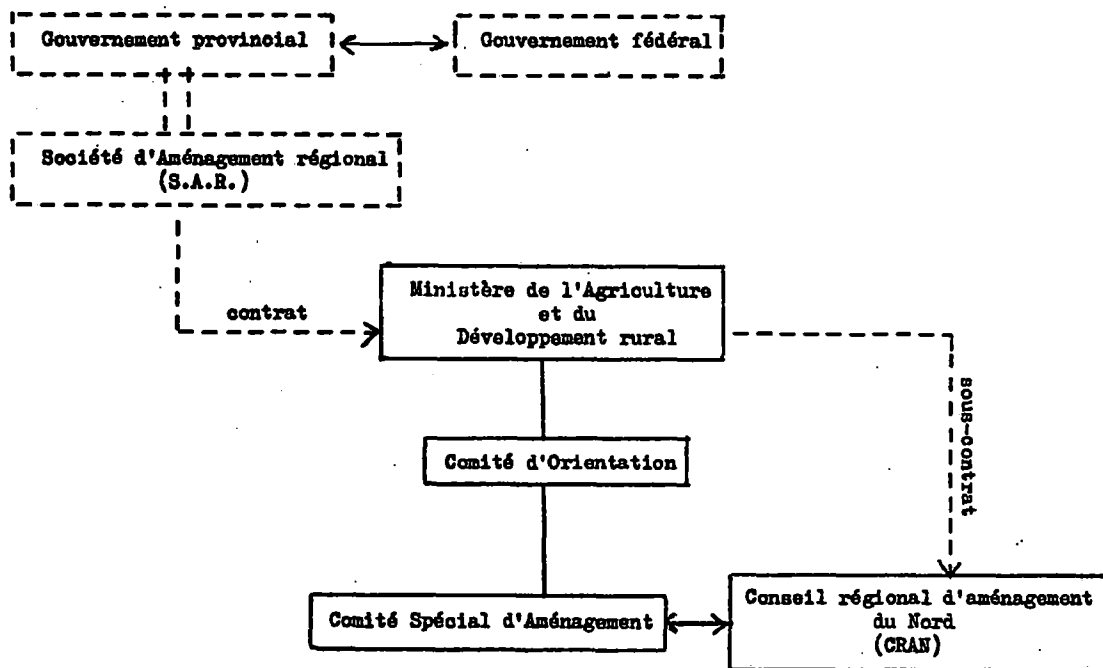 Gouvernement provincial
Gouvernement fédéral
Société d'Aménagement régional
(S.A.R.)
contrat
Ministère de l'Agriculture
et du
Développement rural
sous-contrat
Comité d'Orientation
Comité Spécial d'Aménagement
Conseil régional d'aménagement
du Nord
(CRAN)